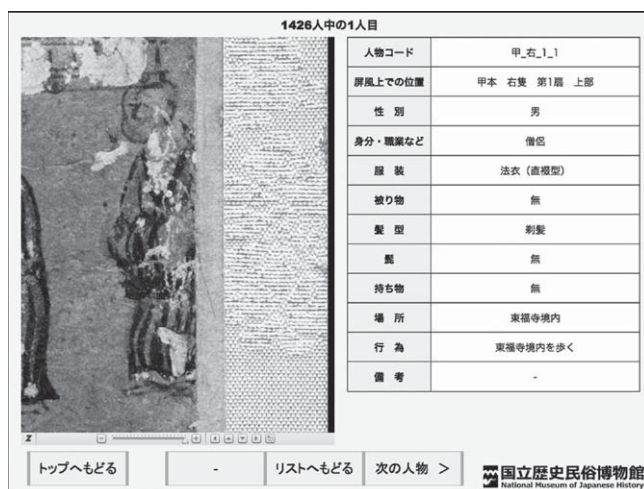 1426人中の1人目
人物コード 甲_右_1_1
屏風上での位置 甲本 右隻 第1扇 上部
性 別 男
身分・職業など 僧侶
服 装 法衣（直裰型）
被り物 無
髪 型 剃髪
髭 無
持ち物 無
場 所 東福寺境内
行 為 東福寺境内を歩く
備 考 -
トップへもどる - リストへもどる 次の人物 >
国立歴史民俗博物館
National Museum of Japanese History